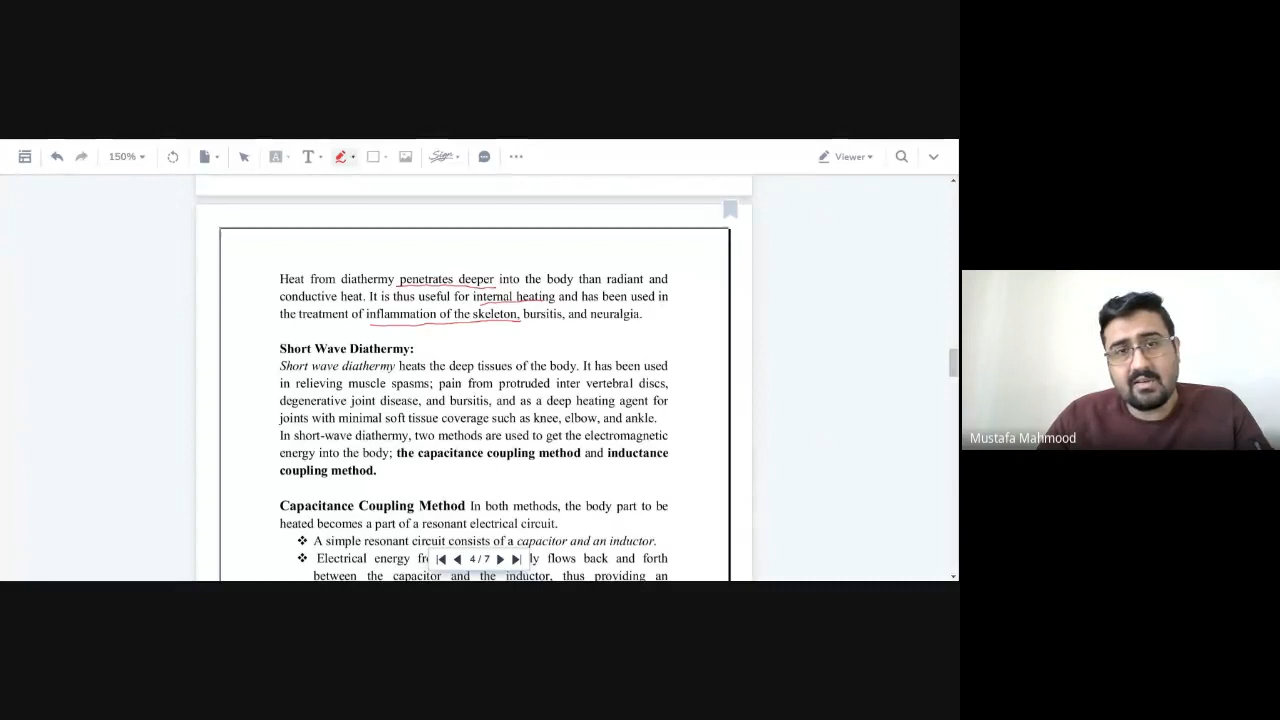 150%
T
Sign
Viewer
Heat from diathermy penetrates deeper into the body than radiant and
conductive heat. It is thus useful for internal heating and has been used in
the treatment of inflammation of the skeleton, bursitis, and neuralgia.
Short Wave Diathermy:
Short wave diathermy heats the deep tissues of the body. It has been used
in relieving muscle spasms; pain from protruded inter vertebral discs,
degenerative joint disease, and bursitis, and as a deep heating agent for
joints with minimal soft tissue coverage such as knee, elbow, and ankle.
In short-wave diathermy, two methods are used to get the electromagnetic
energy into the body; the capacitance coupling method and inductance
coupling method.
Capacitance Coupling Method In both methods, the body part to be
heated becomes a part of a resonant electrical circuit.
❖ A simple resonant circuit consists of a capacitor and an inductor.
❖ Electrical energy flows back and forth
between the capacitor and the inductor, thus providing an
4 / 7
Mustafa Mahmood